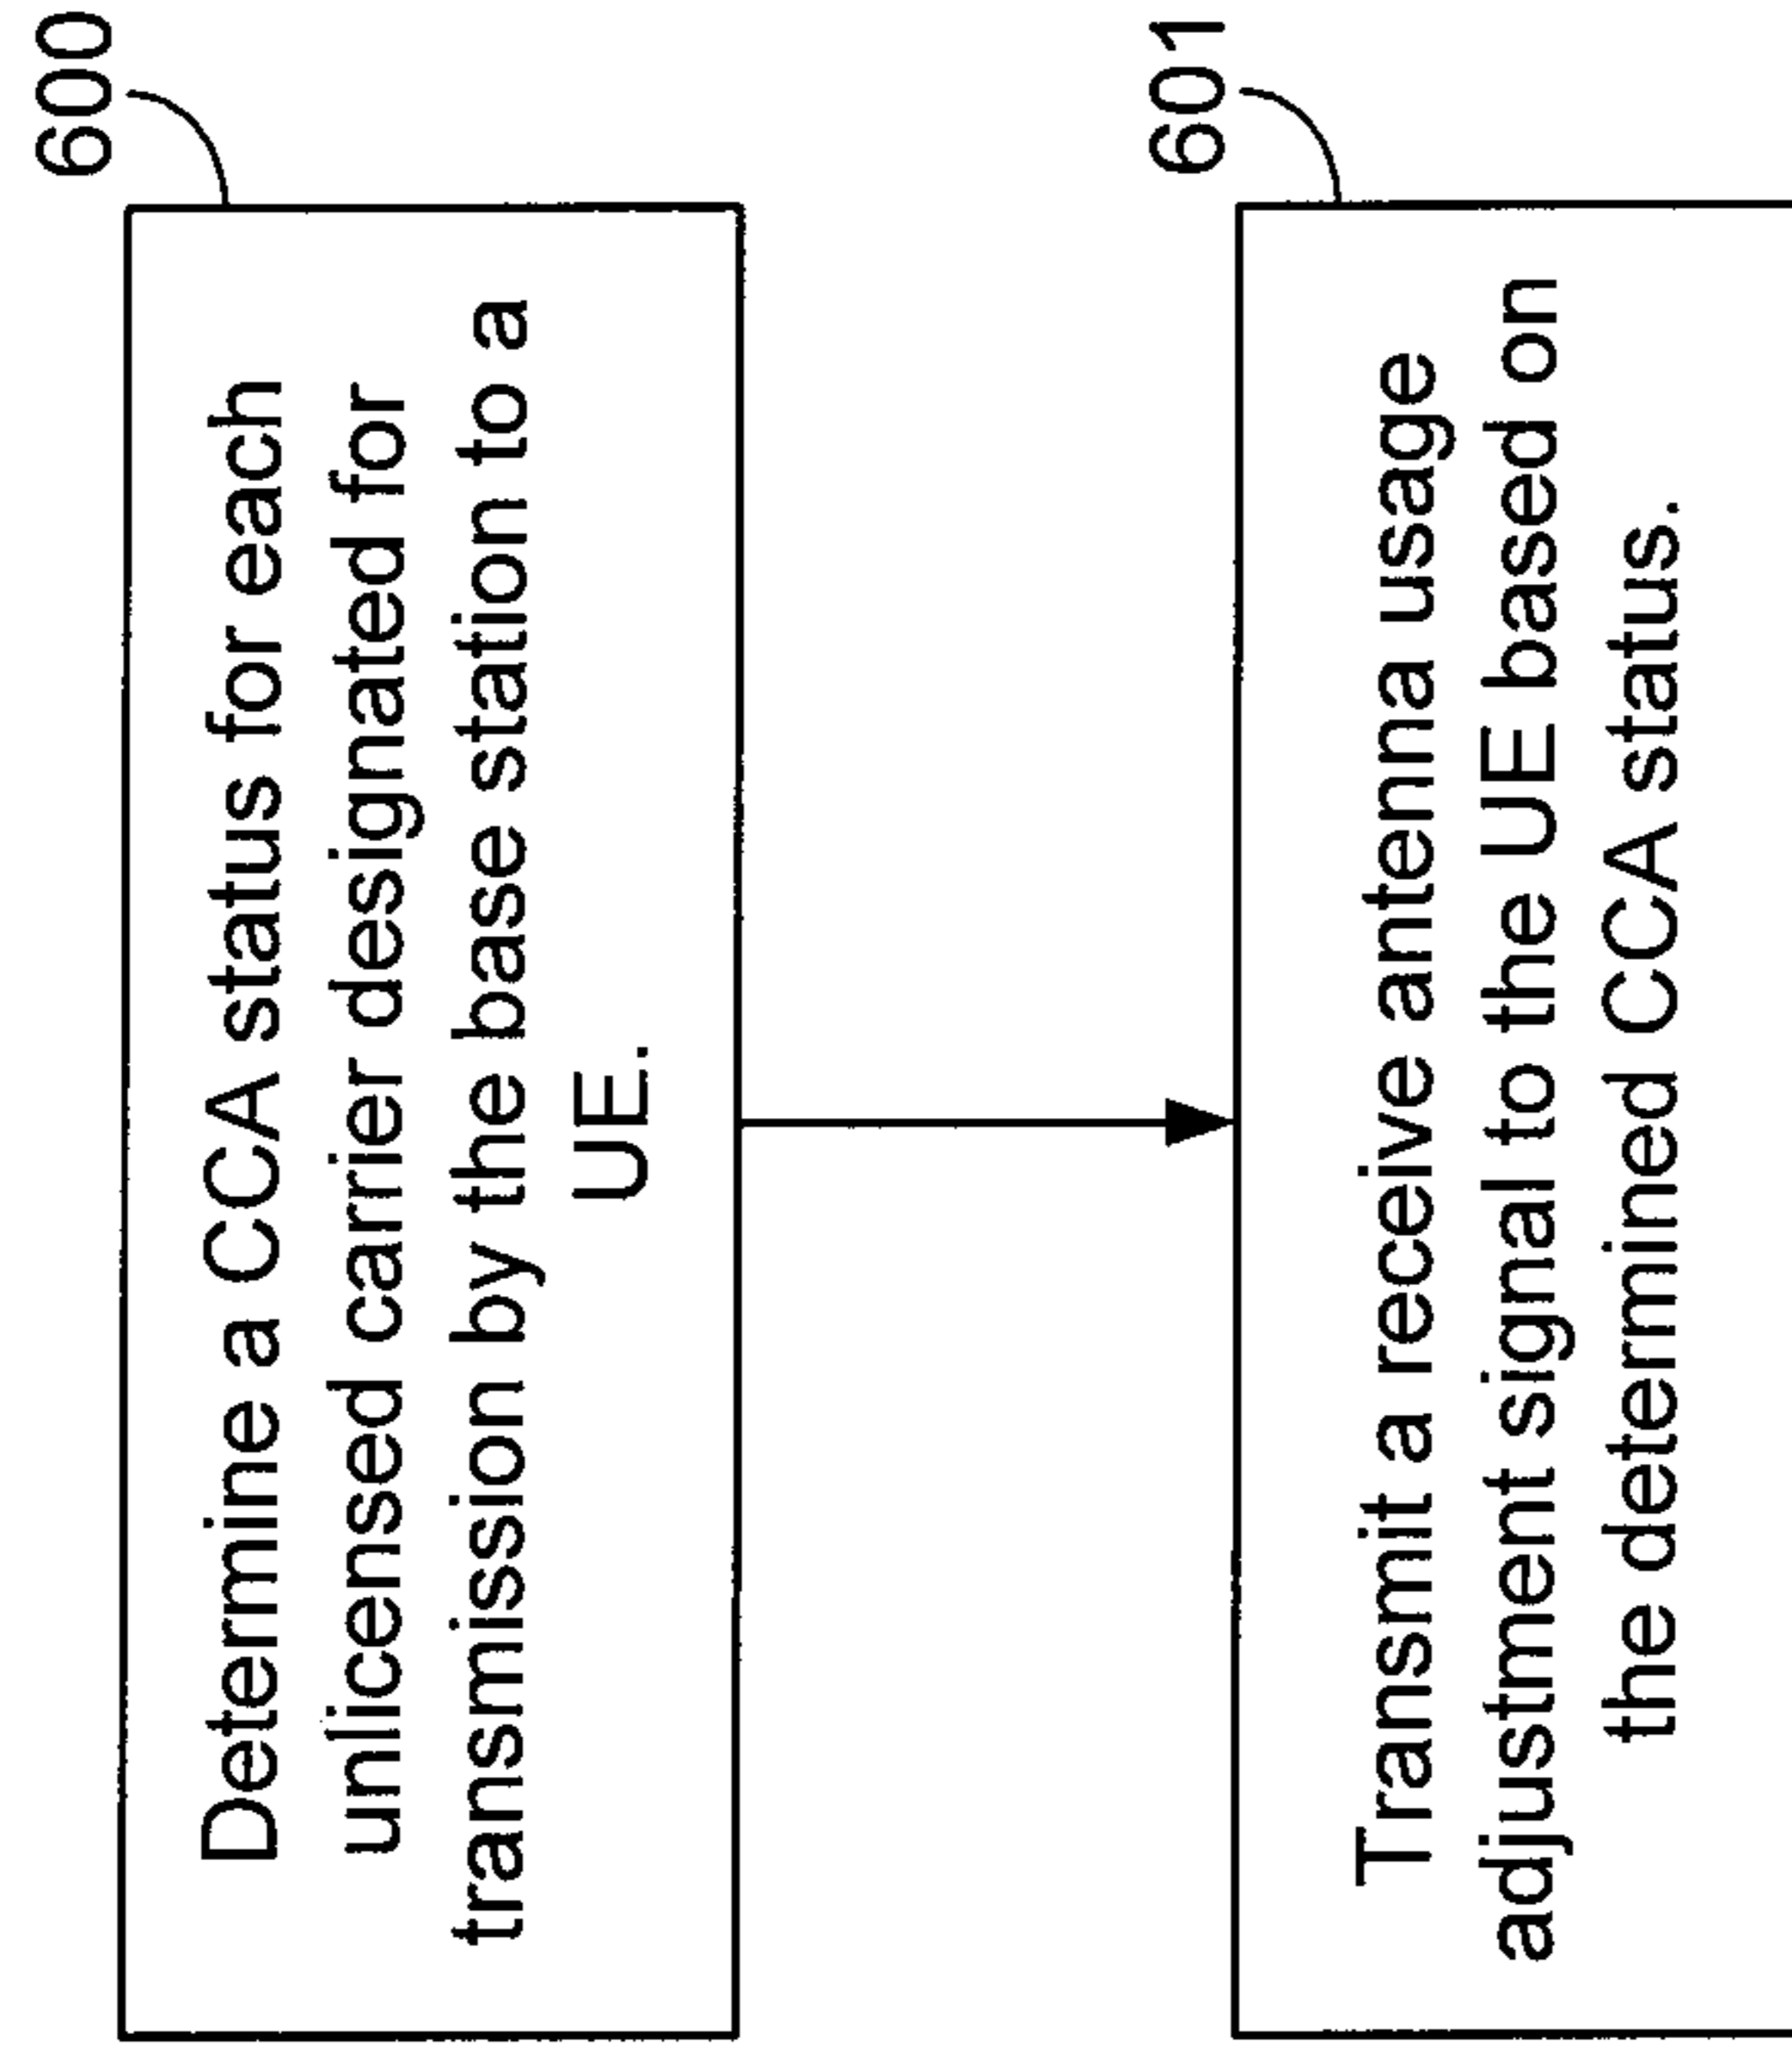 600
Determine a CCA status for each
unlicensed carrier designated for
transmission by the base station to a
UE.
601
Transmit a receive antenna usage
adjustment signal to the UE based on
the determined CCA status.